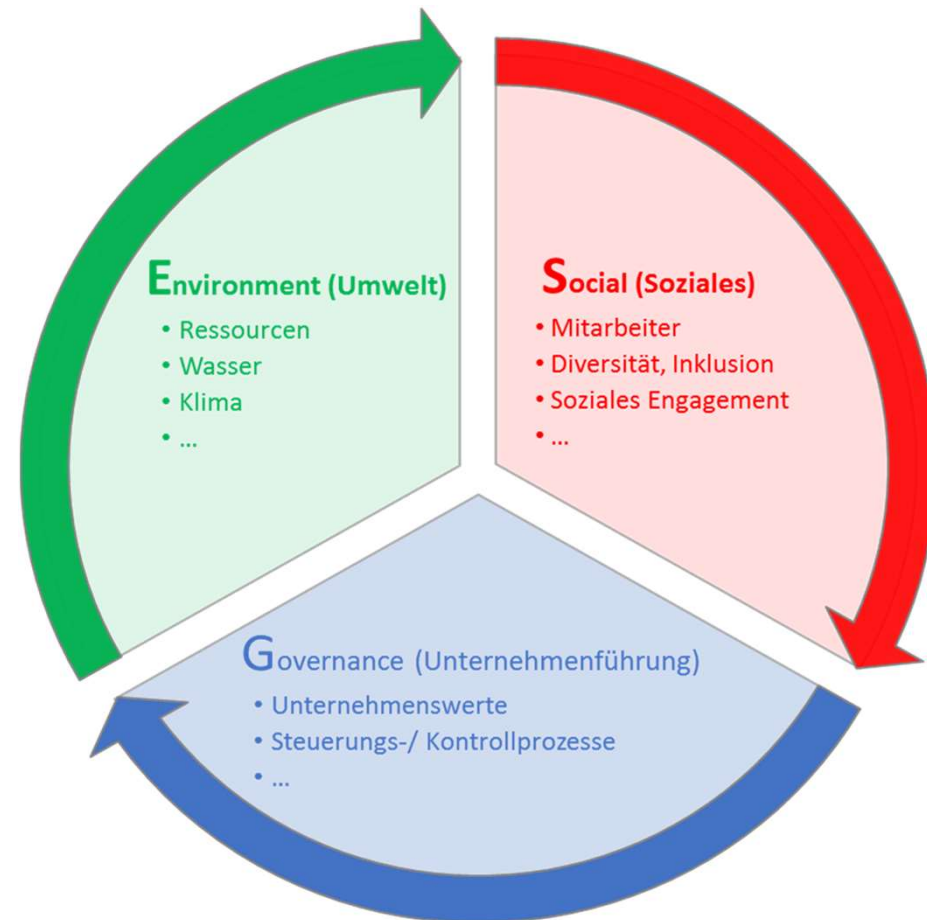 Environment (Umwelt)
• Ressourcen
• Wasser
• Klima
• ...
Social (Soziales)
• Mitarbeiter
• Diversität, Inklusion
• Soziales Engagement
• ...
Governance (Unternehmenführung)
• Unternehmenswerte
• Steuerungs-/ Kontrollprozesse
• ...